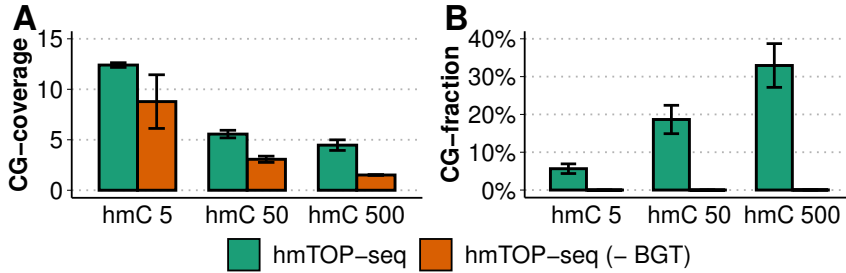 A
CG−coverage
15
10
5
0
hmC 5
hmC 50
hmC 500
B
CG−fraction
40%
30%
20%
10%
0%
hmC 5
hmC 50
hmC 500
hmTOP−seq
hmTOP−seq (− BGT)